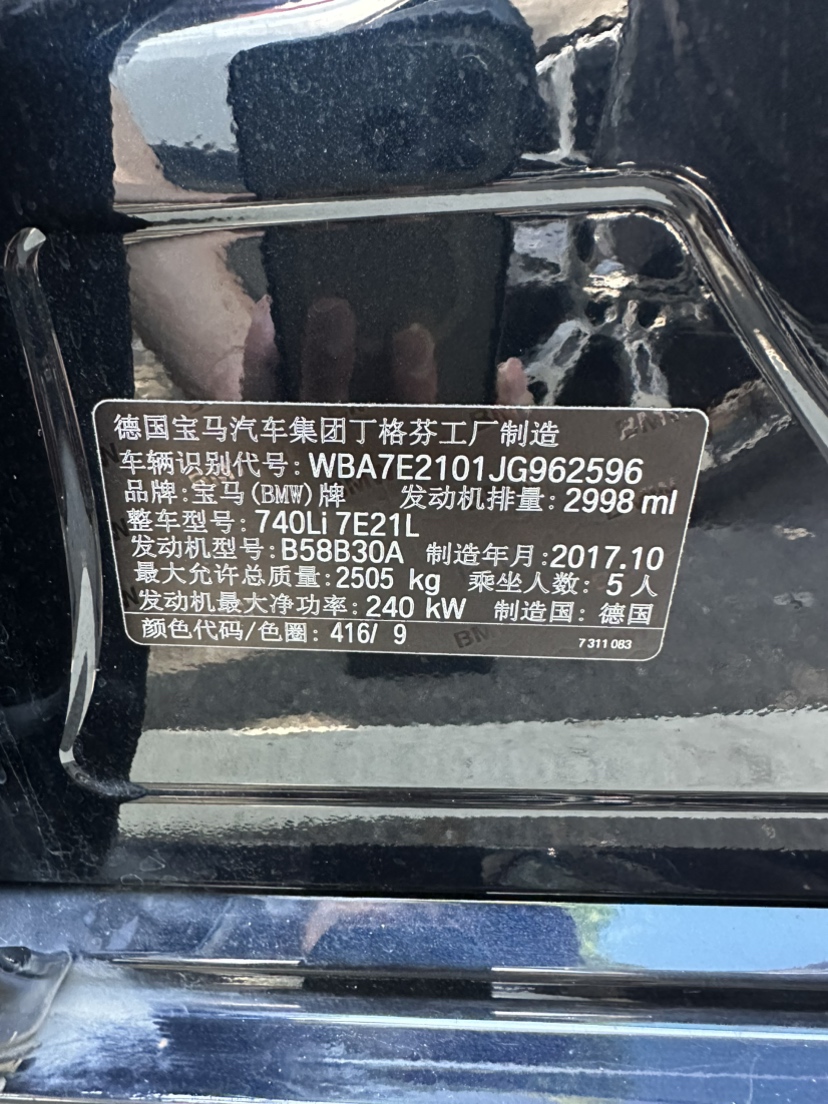 德国宝马汽车集团丁格芬工厂制造
车辆识别代号: WBA7E2101JG962596
品牌:宝马(BMW)牌 发动机排量: 2998 ml
整车型号: 740Li 7E21L
发动机型号: B58B30A 制造年月:2017.10
最大允许总质量:2505 kg 乘坐人数: 5人
发动机最大净功率: 240 kW 制造国: 德国
颜色代码/色圈: 416/ 9
7 311 083